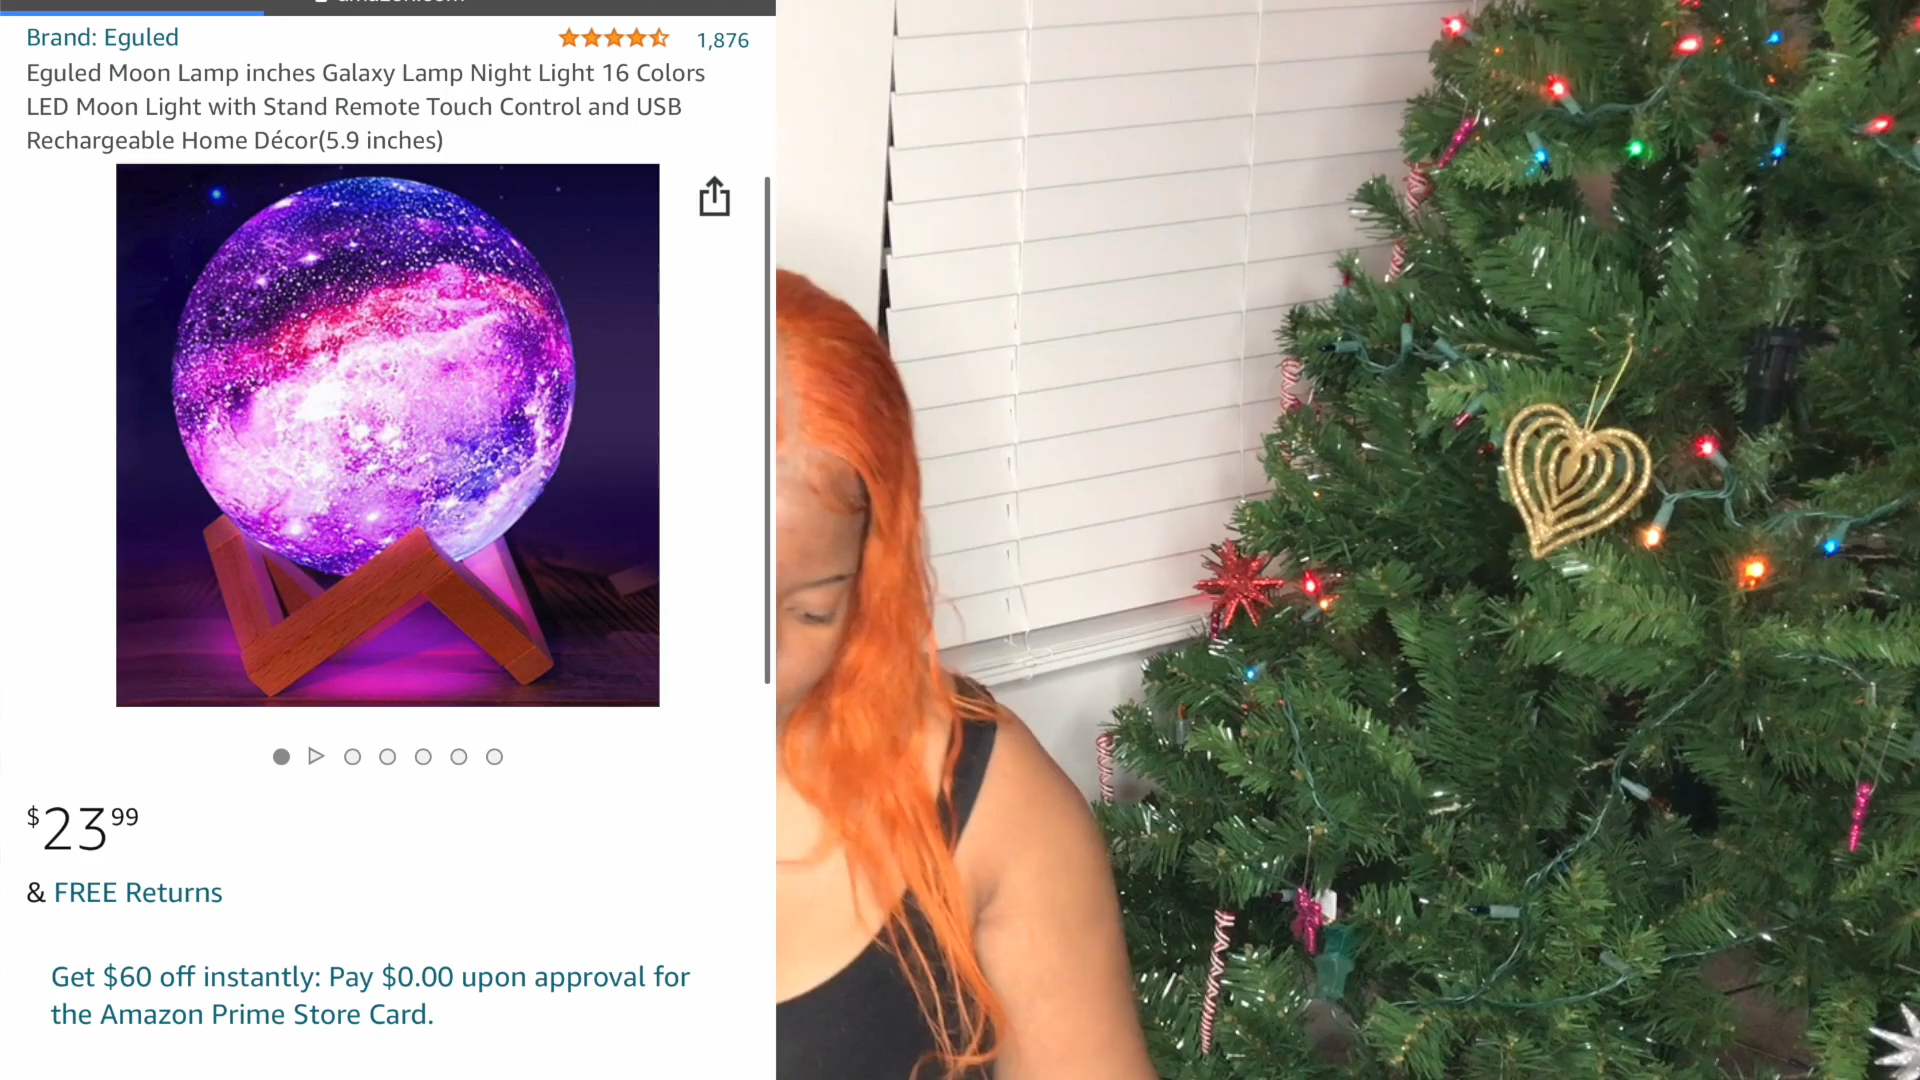 Brand: Eguled
1,876
Eguled Moon Lamp inches Galaxy Lamp Night Light 16 Colors
LED Moon Light with Stand Remote Touch Control and USB
Rechargeable Home Décor(5.9 inches)
$23.99
& FREE Returns
Get $60 off instantly: Pay $0.00 upon approval for
the Amazon Prime Store Card.